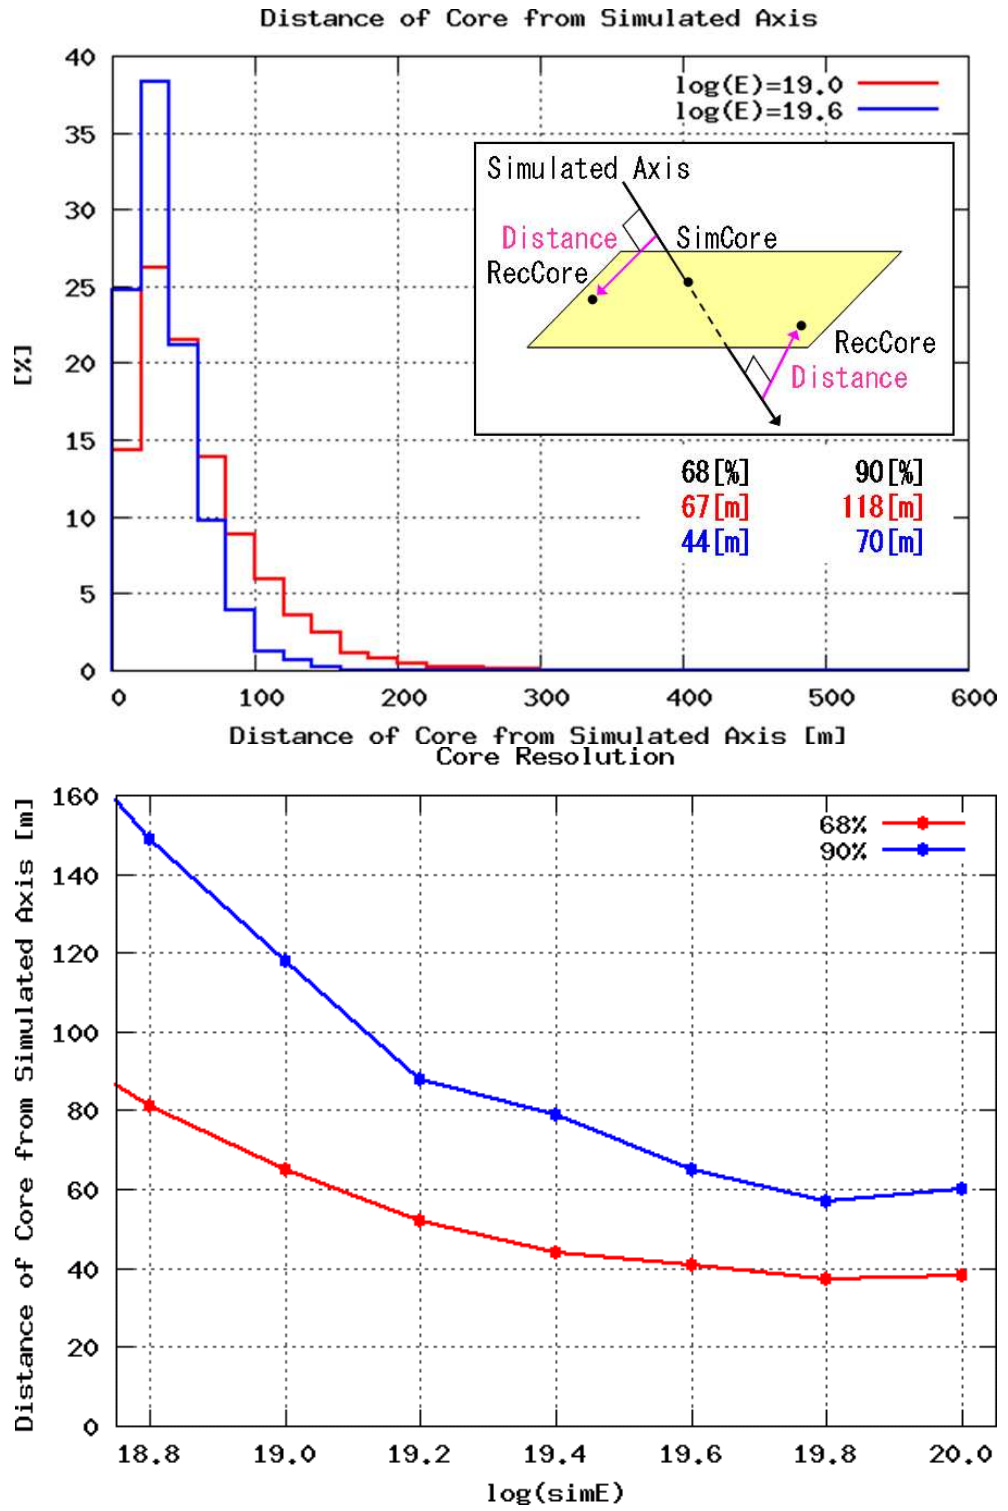 Distance of Core from Simulated Axis
log(E)=19.0
log(E)=19.6
40
35
30
25
20
15
10
5
0
[%]
Simulated Axis
Distance
SimCore
RecCore
RecCore
Distance
68[%] 90[%]
67[m] 118[m]
44[m] 70[m]
0 100 200 300 400 500 600
Distance of Core from Simulated Axis [m]
Core Resolution
68%
90%
160
140
120
100
80
60
40
20
0
Distance of Core from Simulated Axis [m]
18.8 19.0 19.2 19.4 19.6 19.8 20.0
log(simE)